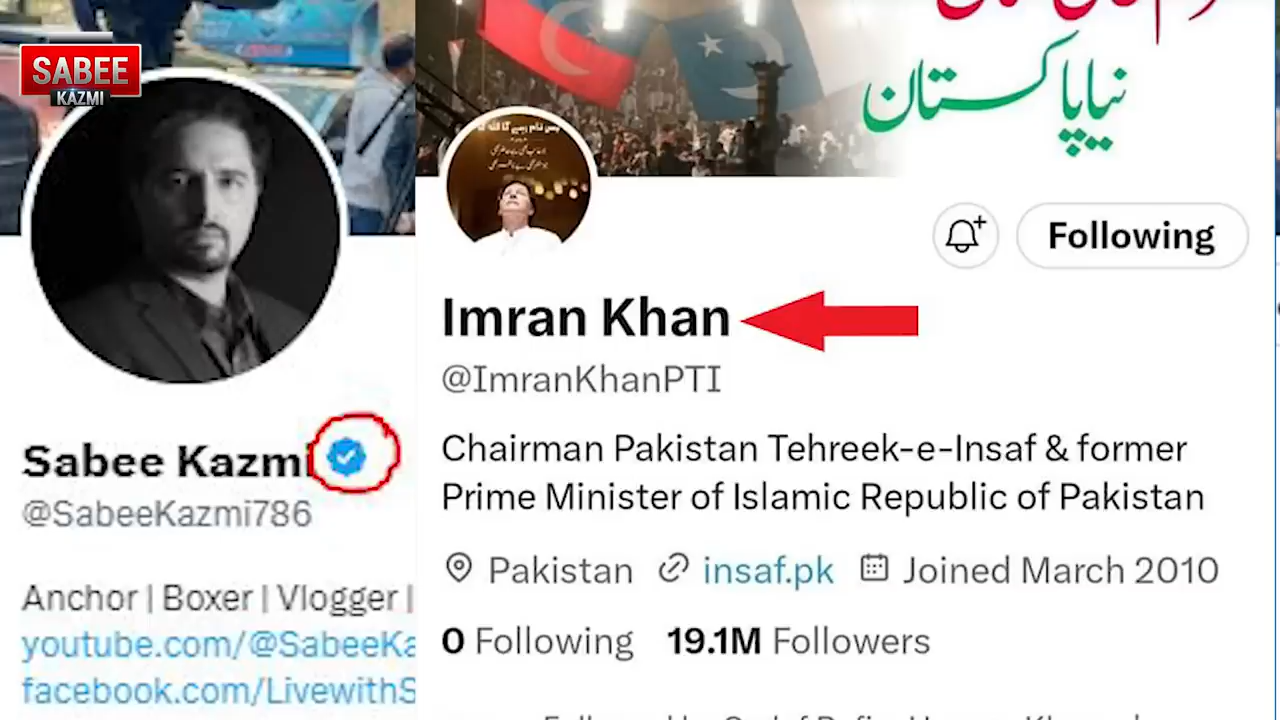 SABEE
KAZMI
Sabee Kazmi
@SabeeKazmi786
Anchor | Boxer | Vlogger |
youtube.com/@SabeeKa
facebook.com/LivewithS
نیا پاکستان
Following
Imran Khan
@ImranKhanPTI
Chairman Pakistan Tehreek-e-Insaf & former
Prime Minister of Islamic Republic of Pakistan
Pakistan insaf.pk Joined March 2010
0 Following 19.1M Followers